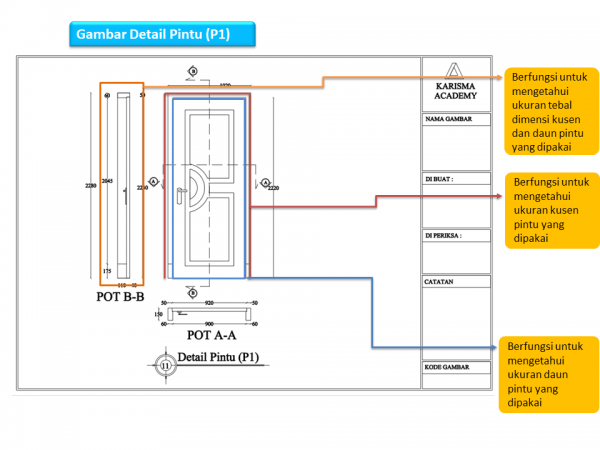 Gambar Detail Pintu (P1)
B
1020
60
50
A
A
2280
2045
2220
175
B
POT B-B
50
920
50
150
60
900
60
POT A-A
11
Detail Pintu (P1)
KARISMA
ACADEMY
NAMA GAMBAR
DI BUAT :
DI PERIKSA :
CATATAN
KODE GAMBAR
Berfungsi untuk
mengetahui
ukuran tebal
dimensi kusen
dan daun pintu
yang dipakai
Berfungsi untuk
mengetahui
ukuran kusen
pintu yang
dipakai
Berfungsi untuk
mengetahui
ukuran daun
pintu yang
dipakai